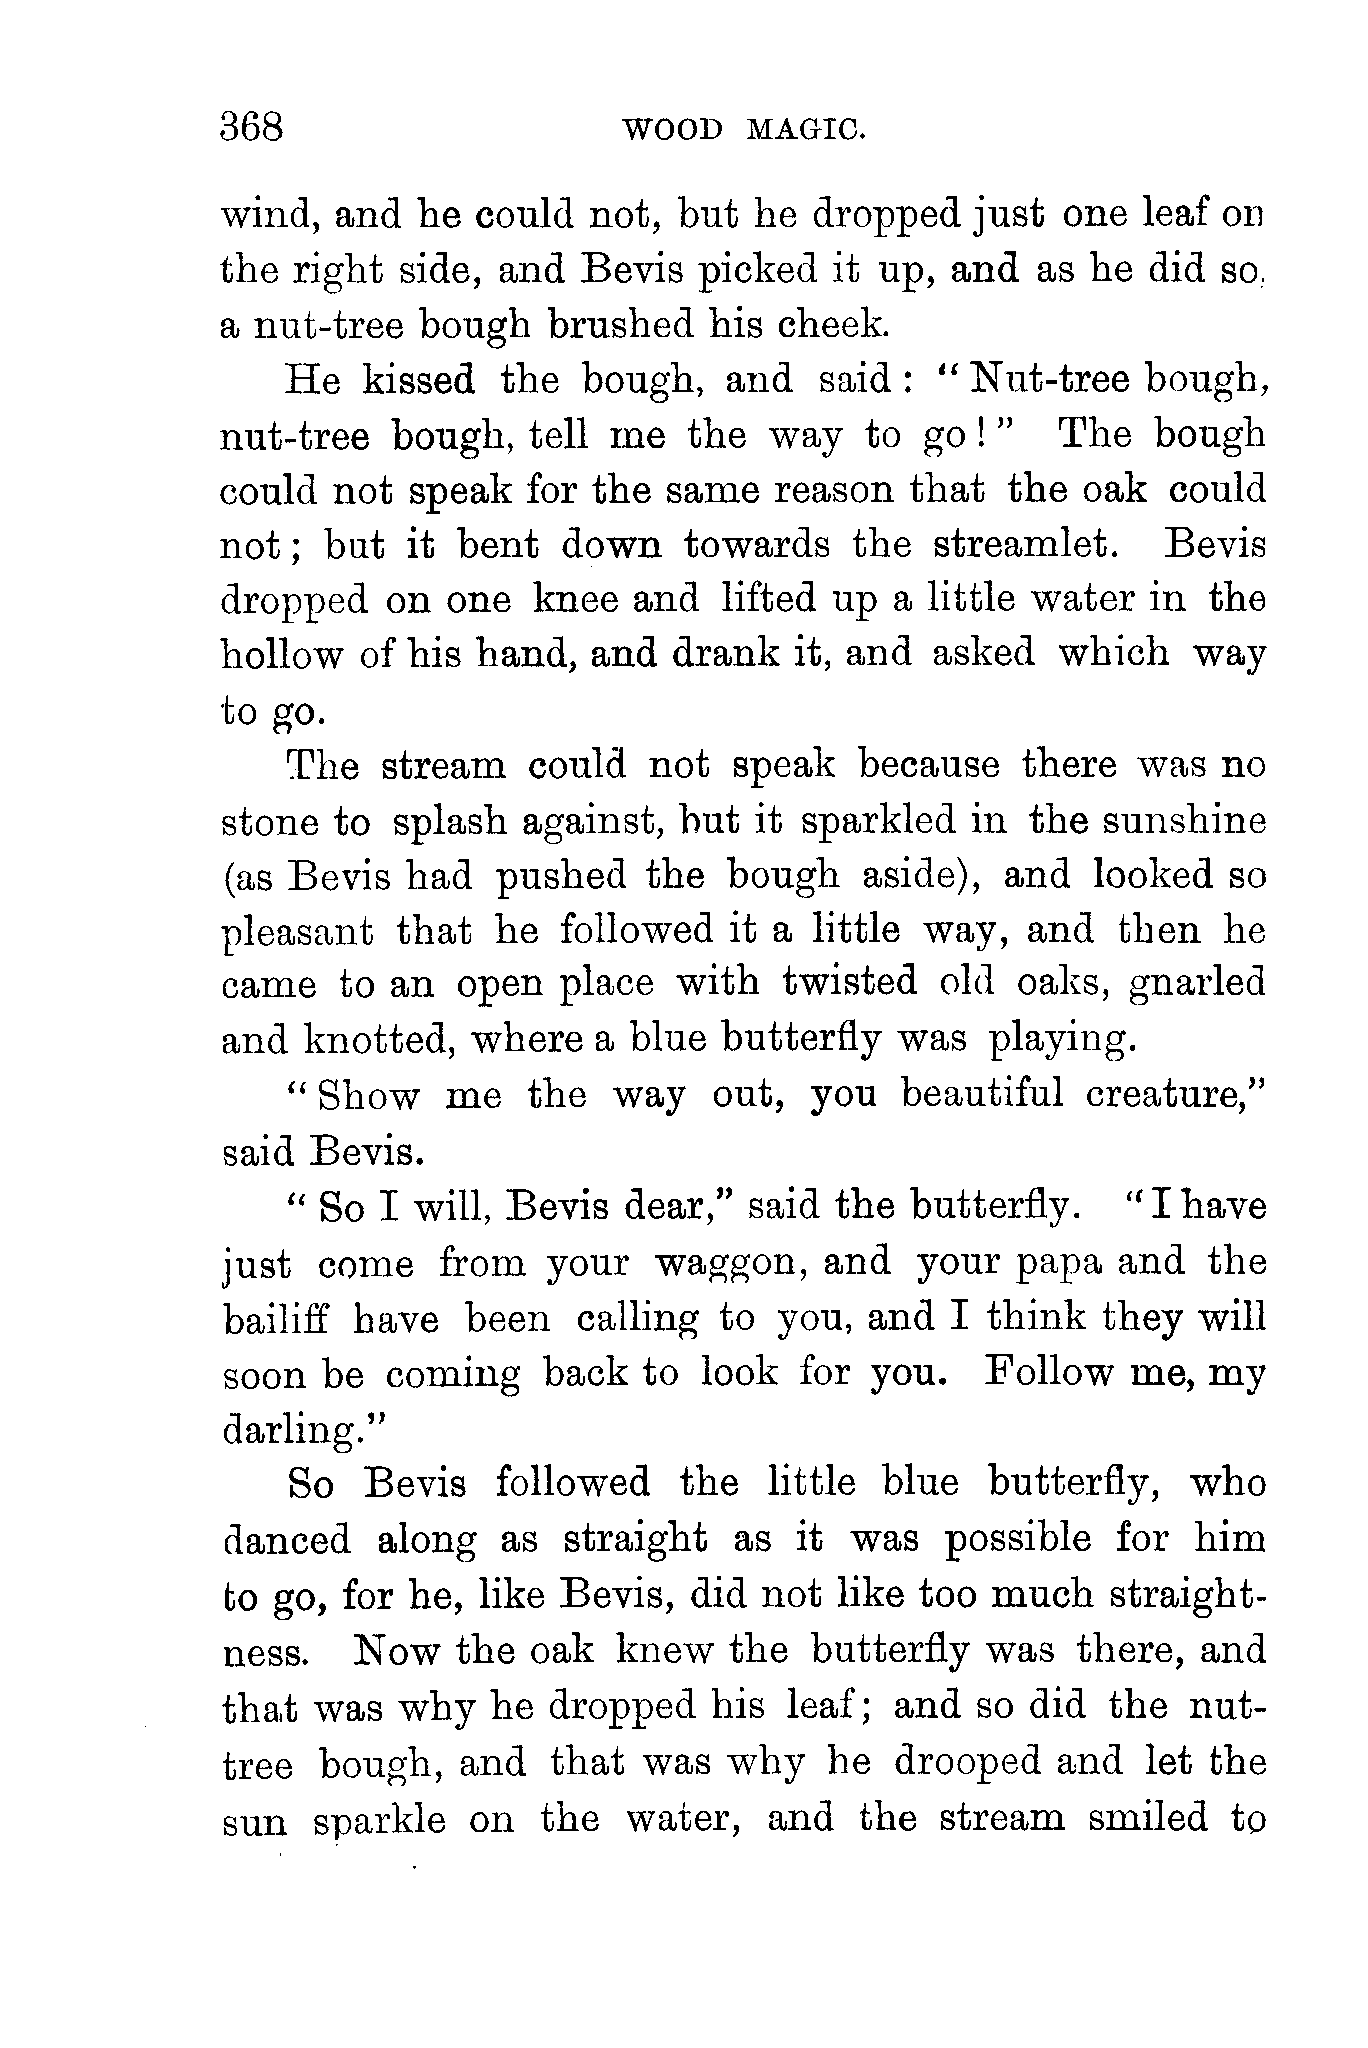 368 WOOD MAGIC.
wind, and he could not, but he dropped just one leaf on
the right side, and Bevis picked it up, and as he did so,
a nut-tree bough brushed his cheek.
He kissed the bough, and said: "Nut-tree bough,
nut-tree bough, tell me the way to go!" The bough
could not speak for the same reason that the oak could
not; but it bent down towards the streamlet. Bevis
dropped on one knee and lifted up a little water in the
hollow of his hand, and drank it, and asked which way
to go.
The stream could not speak because there was no
stone to splash against, but it sparkled in the sunshine
(as Bevis had pushed the bough aside), and looked so
pleasant that he followed it a little way, and then he
came to an open place with twisted old oaks, gnarled
and knotted, where a blue butterfly was playing.
"Show me the way out, you beautiful creature,"
said Bevis.
"So I will, Bevis dear," said the butterfly. "I have
just come from your waggon, and your papa and the
bailiff have been calling to you, and I think they will
soon be coming back to look for you. Follow me, my
darling."
So Bevis followed the little blue butterfly, who
danced along as straight as it was possible for him
to go, for he, like Bevis, did not like too much straight-
ness. Now the oak knew the butterfly was there, and
that was why he dropped his leaf; and so did the nut-
tree bough, and that was why he drooped and let the
sun sparkle on the water, and the stream smiled to